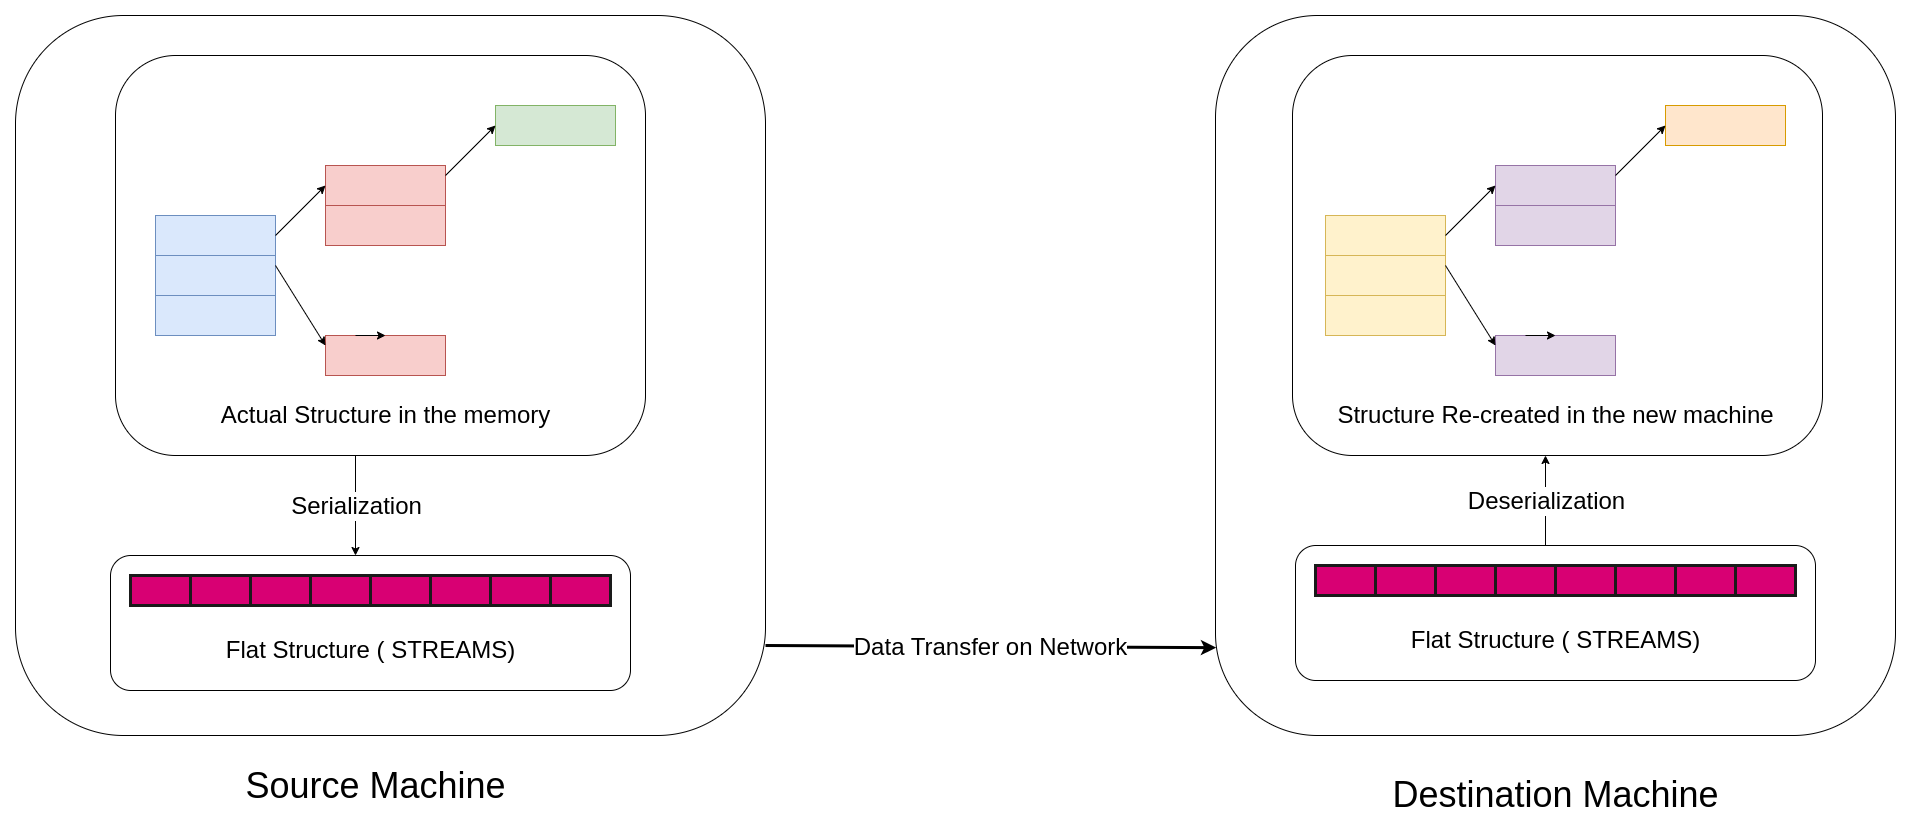 Actual Structure in the memory
Serialization
Flat Structure ( STREAMS)
Source Machine
Data Transfer on Network
Structure Re-created in the new machine
Deserialization
Flat Structure ( STREAMS)
Destination Machine